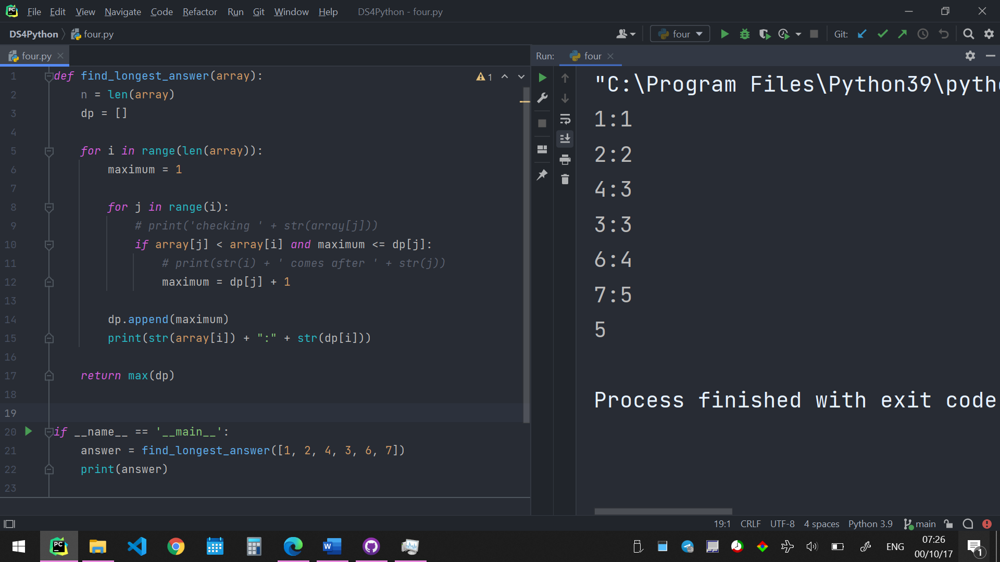 File Edit View Navigate Code Refactor Run Git Window Help DS4Python - four.py
DS4Python four.py four Git:
four.py
Run: four
1 def find_longest_answer(array):
2 n = len(array)
3 dp = []
4
5 for i in range(len(array)):
6 maximum = 1
7
8 for j in range(i):
9 # print('checking ' + str(array[j]))
10 if array[j] < array[i] and maximum <= dp[j]:
11 # print(str(i) + ' comes after ' + str(j))
12 maximum = dp[j] + 1
13
14 dp.append(maximum)
15 print(str(array[i]) + ":" + str(dp[i]))
16
17 return max(dp)
18
19
20 if __name__ == '__main__':
21 answer = find_longest_answer([1, 2, 4, 3, 6, 7])
22 print(answer)
23
1
"C:\Program Files\Python39\pyth
1:1
2:2
4:3
3:3
6:4
7:5
5
Process finished with exit code
19:1 CRLF UTF-8 4 spaces Python 3.9 main
ENG
07:26
00/10/17
1